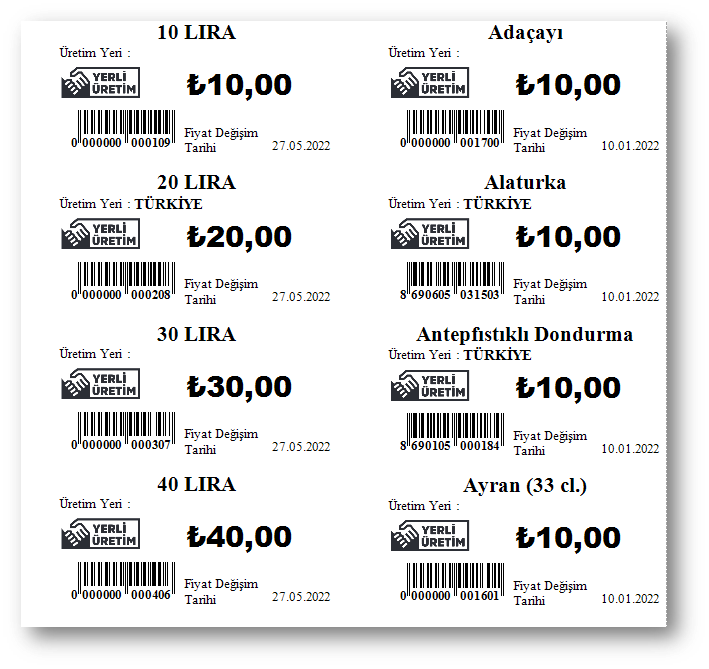 10 LIRA
Üretim Yeri :
YERLİ
ÜRETİM
₺10,00
0 000000 000109
Fiyat Değişim
Tarihi
27.05.2022
Adaçayı
Üretim Yeri :
YERLİ
ÜRETİM
₺10,00
0 000000 001700
Fiyat Değişim
Tarihi
10.01.2022
20 LIRA
Üretim Yeri : TÜRKİYE
YERLİ
ÜRETİM
₺20,00
0 000000 000208
Fiyat Değişim
Tarihi
27.05.2022
Alaturka
Üretim Yeri : TÜRKİYE
YERLİ
ÜRETİM
₺10,00
8 690605 031503
Fiyat Değişim
Tarihi
10.01.2022
30 LIRA
Üretim Yeri :
YERLİ
ÜRETİM
₺30,00
0 000000 000307
Fiyat Değişim
Tarihi
27.05.2022
Antepfıstıklı Dondurma
Üretim Yeri : TÜRKİYE
YERLİ
ÜRETİM
₺10,00
8 690105 000184
Fiyat Değişim
Tarihi
10.01.2022
40 LIRA
Üretim Yeri :
YERLİ
ÜRETİM
₺40,00
0 000000 000406
Fiyat Değişim
Tarihi
27.05.2022
Ayran (33 cl.)
Üretim Yeri :
YERLİ
ÜRETİM
₺10,00
0 000000 001601
Fiyat Değişim
Tarihi
10.01.2022